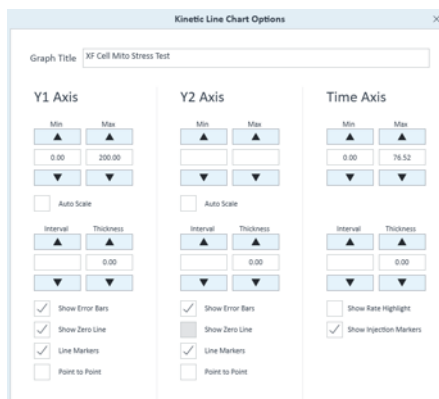 Kinetic Line Chart Options
Graph Title XF Cell Mito Stress Test
Y1 Axis
Min Max
0.00 200.00
Auto Scale
Interval Thickness
0.00
Show Error Bars
Show Zero Line
Line Markers
Point to Point
Y2 Axis
Min Max
Auto Scale
Interval Thickness
0.00
Show Error Bars
Show Zero Line
Line Markers
Point to Point
Time Axis
Min Max
0.00 76.52
Interval Thickness
0.00
Show Rate Highlight
Show Injection Markers